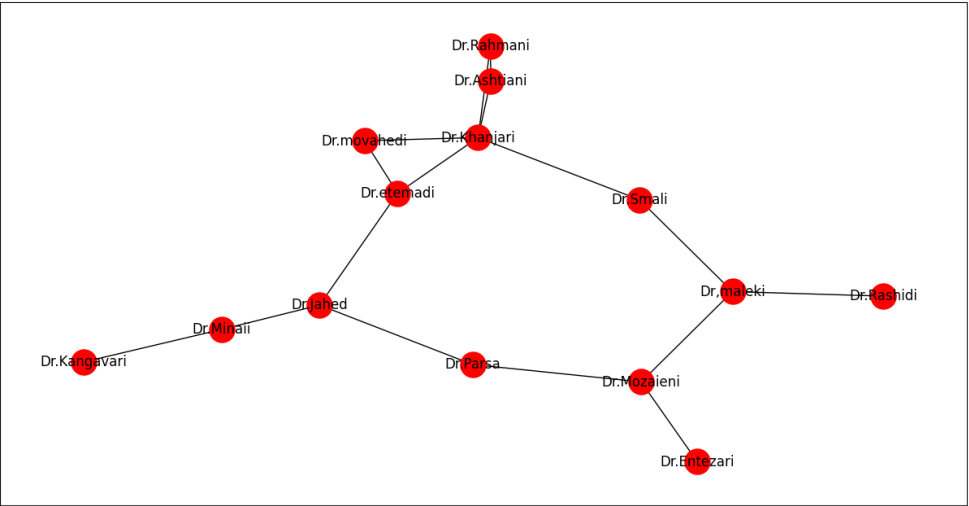 Dr.Rahmani
Dr.Ashtiani
Dr.Khanjari
Dr.movahedi
Dr.etemadi
Dr.Smali
Dr,maleki
Dr.Rashidi
Dr.Jahed
Dr.Minaii
Dr.Kangavari
Dr.Parsa
Dr.Mozaieni
Dr.Entezari